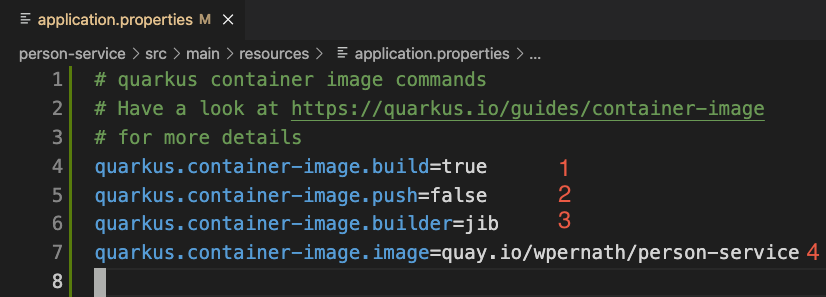 application.properties M ×
person-service > src > main > resources > application.properties > ...
1 # quarkus container image commands
2 # Have a look at https://quarkus.io/guides/container-image
3 # for more details
4 quarkus.container-image.build=true 1
5 quarkus.container-image.push=false 2
6 quarkus.container-image.builder=jib 3
7 quarkus.container-image.image=quay.io/wpernath/person-service 4
8